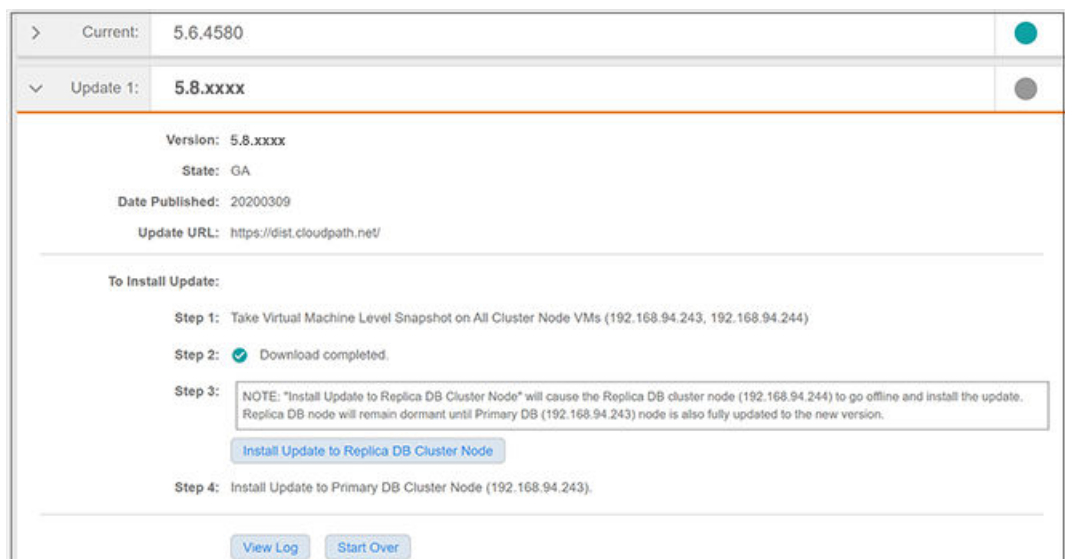 Current: 5.6.4580
Update 1: 5.8.xxxx
Version: 5.8.xxxx
State: GA
Date Published: 20200309
Update URL: https://dist.cloudpath.net/
To Install Update:
Step 1: Take Virtual Machine Level Snapshot on All Cluster Node VMs (192.168.94.243, 192.168.94.244)
Step 2: Download completed.
Step 3: NOTE: "Install Update to Replica DB Cluster Node" will cause the Replica DB cluster node (192.168.94.244) to go offline and install the update.
Replica DB node will remain dormant until Primary DB (192.168.94.243) node is also fully updated to the new version.
Install Update to Replica DB Cluster Node
Step 4: Install Update to Primary DB Cluster Node (192.168.94.243).
View Log Start Over